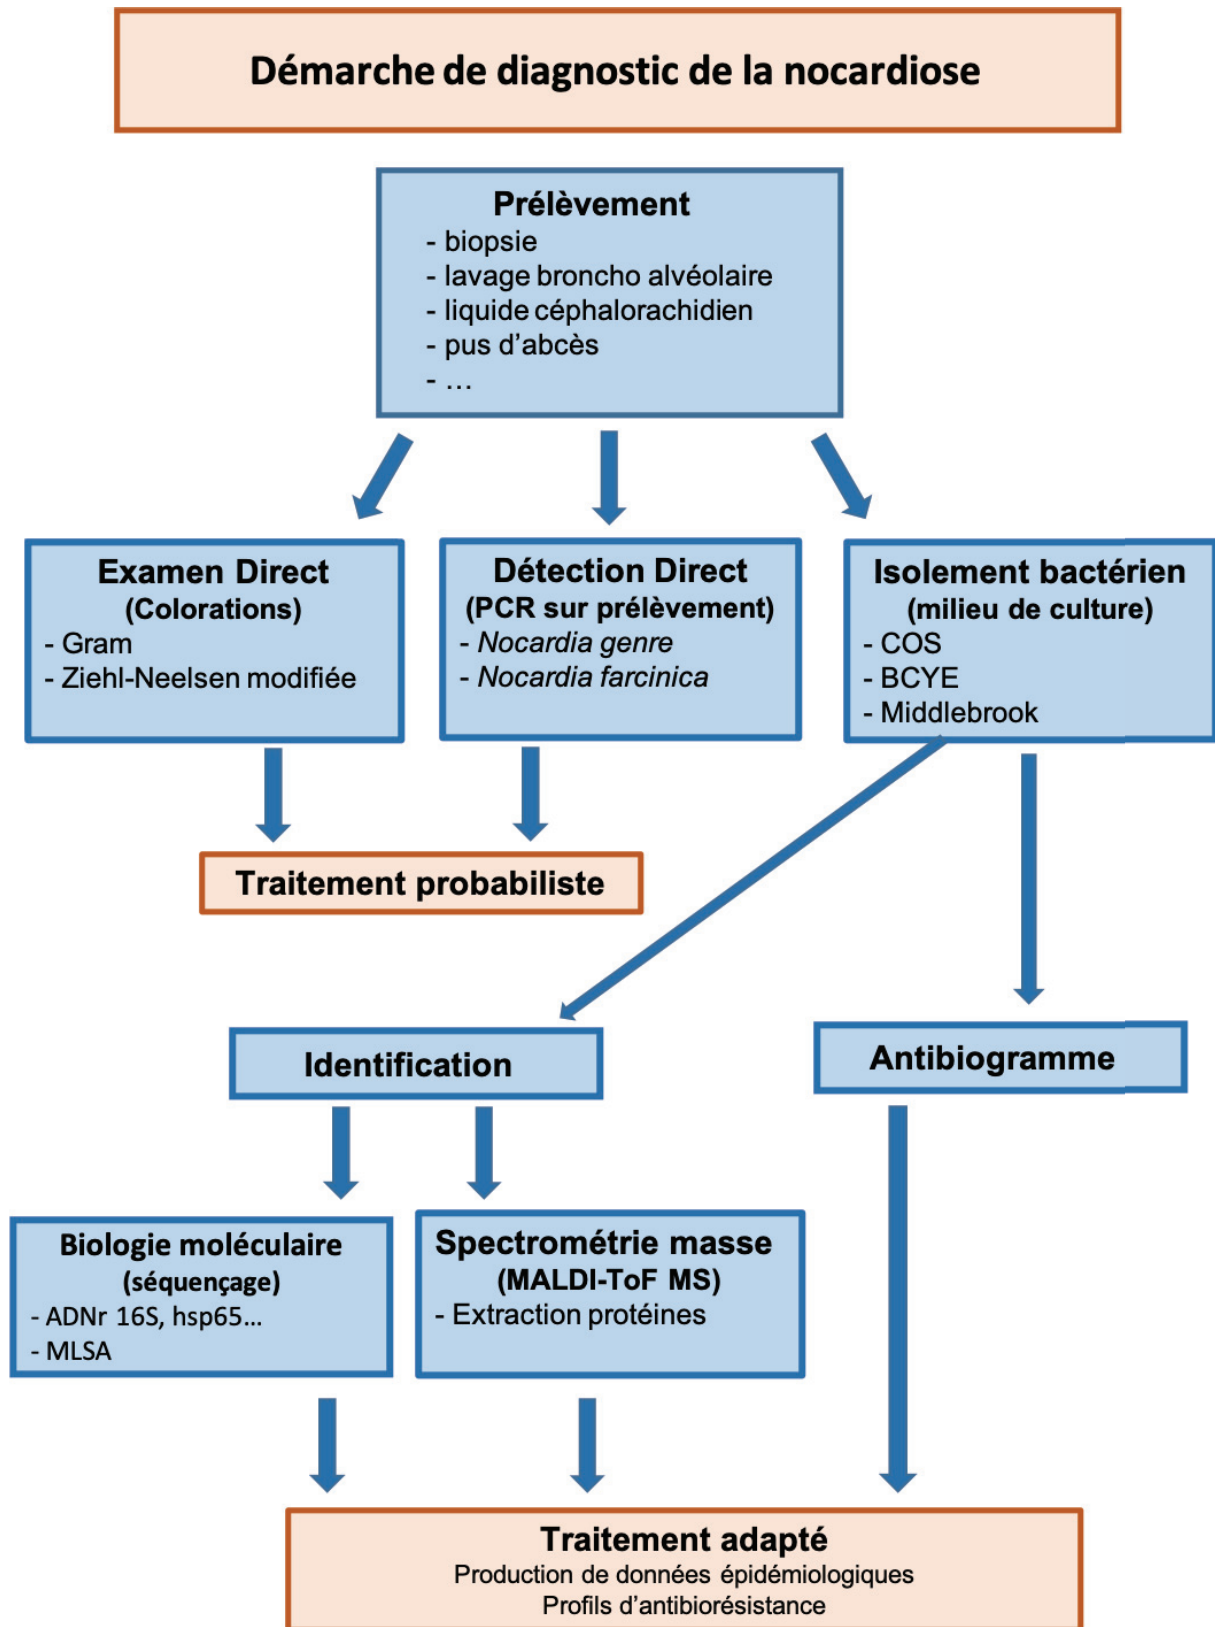 Démarche de diagnostic de la nocardiose
Prélèvement
- biopsie
- lavage broncho alvéolaire
- liquide céphalorachidien
- pus d’abcès
- …
Examen Direct
(Colorations)
- Gram
- Ziehl-Neelsen modifiée
Détection Direct
(PCR sur prélèvement)
- Nocardia genre
- Nocardia farcinica
Isolement bactérien
(milieu de culture)
- COS
- BCYE
- Middlebrook
Traitement probabiliste
Identification
Antibiogramme
Biologie moléculaire
(séquençage)
- ADNr 16S, hsp65…
- MLSA
Spectrométrie masse
(MALDI-ToF MS)
- Extraction protéines
Traitement adapté
Production de données épidémiologiques
Profils d’antibiorésistance